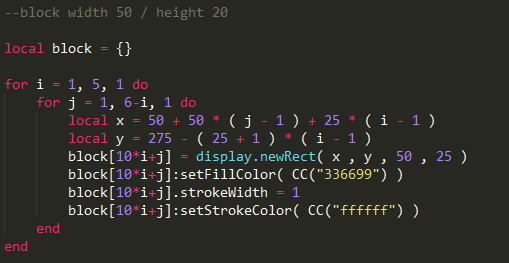 --block width 50 / height 20
local block = {}
for i = 1, 5, 1 do
for j = 1, 6-i, 1 do
local x = 50 + 50 * ( j - 1 ) + 25 * ( i - 1 )
local y = 275 - ( 25 + 1 ) * ( i - 1 )
block[10*i+j] = display.newRect( x , y , 50 , 25 )
block[10*i+j]:setFillColor( CC("336699") )
block[10*i+j].strokeWidth = 1
block[10*i+j]:setStrokeColor( CC("ffffff") )
end
end